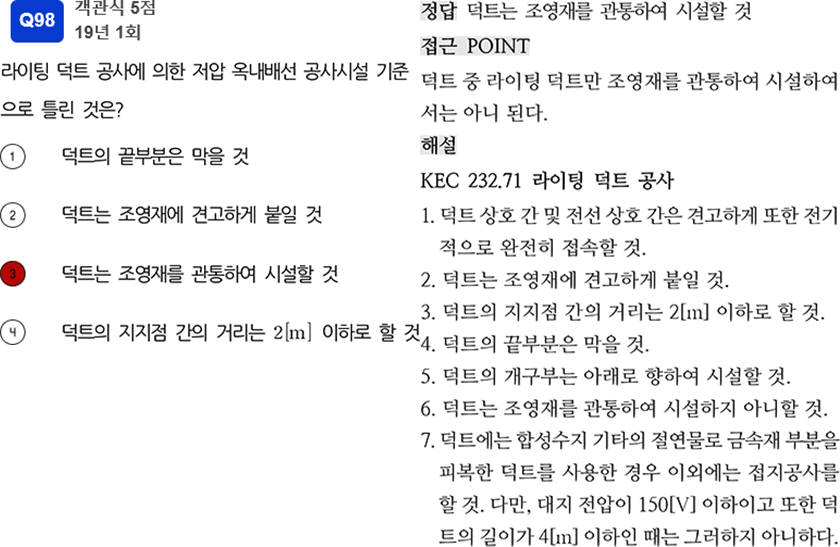 Q98
객관식 5점
19년 1회
라이팅 덕트 공사에 의한 저압 옥내배선 공사시설 기준
으로 틀린 것은?
1 덕트의 끝부분은 막을 것
2 덕트는 조영재에 견고하게 붙일 것
3 덕트는 조영재를 관통하여 시설할 것
4 덕트의 지지점 간의 거리는 2[m] 이하로 할 것
정답 덕트는 조영재를 관통하여 시설할 것
접근 POINT
덕트 중 라이팅 덕트만 조영재를 관통하여 시설하여
서는 아니 된다.
해설
KEC 232.71 라이팅 덕트 공사
1. 덕트 상호 간 및 전선 상호 간은 견고하게 또한 전기
적으로 완전히 접속할 것.
2. 덕트는 조영재에 견고하게 붙일 것.
3. 덕트의 지지점 간의 거리는 2[m] 이하로 할 것.
4. 덕트의 끝부분은 막을 것.
5. 덕트의 개구부는 아래로 향하여 시설할 것.
6. 덕트는 조영재를 관통하여 시설하지 아니할 것.
7. 덕트에는 합성수지 기타의 절연물로 금속재 부분을
피복한 덕트를 사용한 경우 이외에는 접지공사를
할 것. 다만, 대지 전압이 150[V] 이하이고 또한 덕
트의 길이가 4[m] 이하인 때는 그러하지 아니하다.